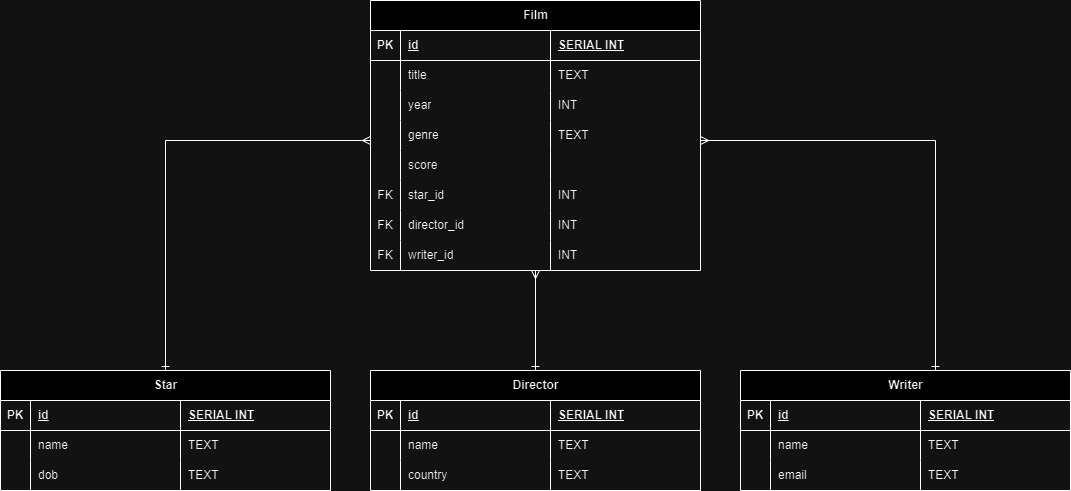 Film
PK id SERIAL INT
title TEXT
year INT
genre TEXT
score
FK star_id INT
FK director_id INT
FK writer_id INT
Star
PK id SERIAL INT
name TEXT
dob TEXT
Director
PK id SERIAL INT
name TEXT
country TEXT
Writer
PK id SERIAL INT
name TEXT
email TEXT